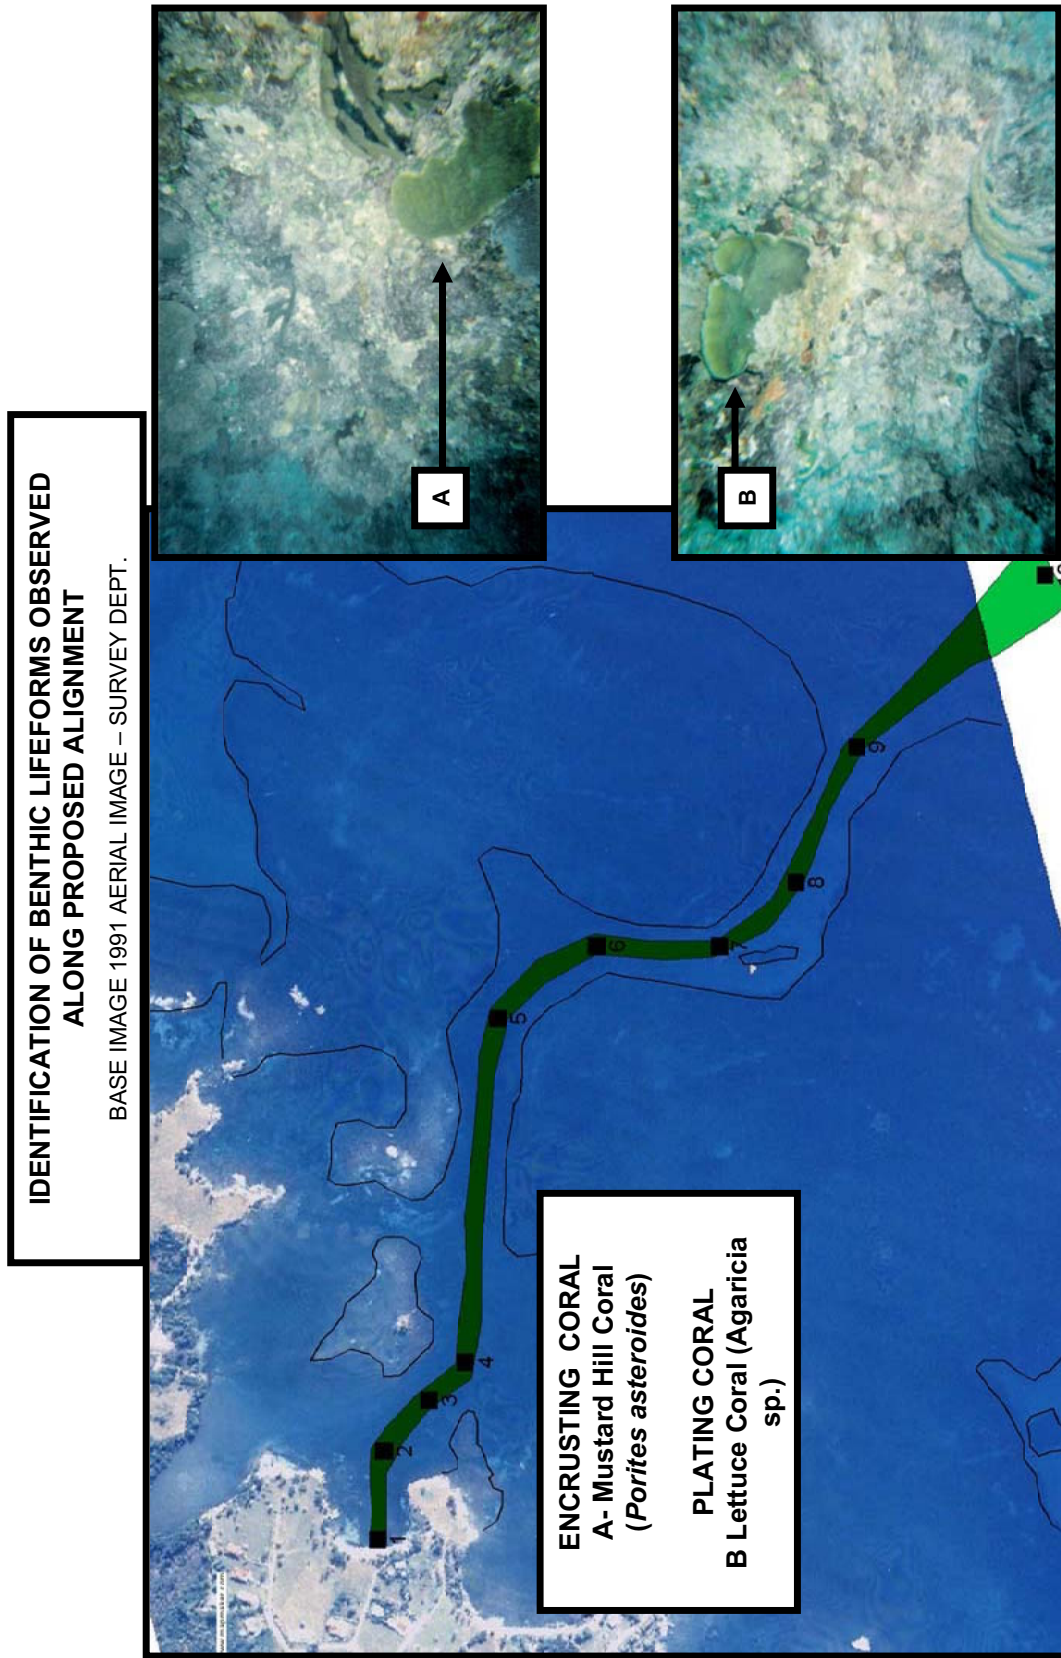 IDENTIFICATION OF BENTHIC LIFEFORMS OBSERVED
ALONG PROPOSED ALIGNMENT
BASE IMAGE 1991 AERIAL IMAGE – SURVEY DEPT.
A
B
1
2
3
4
5
6
7
8
9
ENCRUSTING CORAL
A- Mustard Hill Coral
(Porites asteroides)
PLATING CORAL
B Lettuce Coral (Agaricia
sp.)